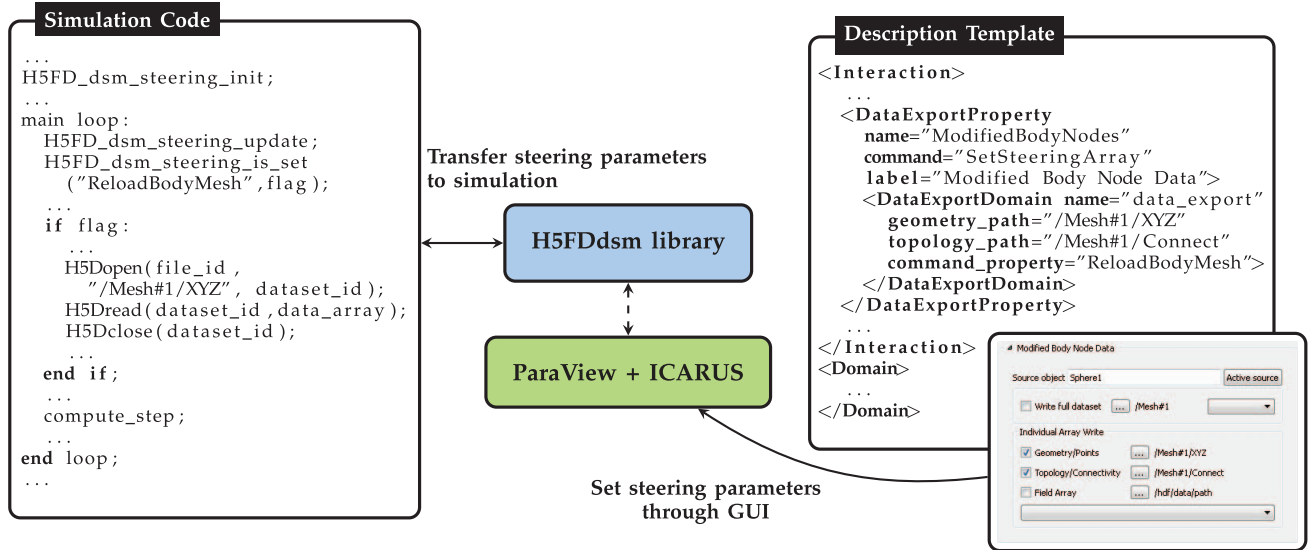 Simulation Code
...
H5FD_dsm_steering_init;
...
main loop:
H5FD_dsm_steering_update;
H5FD_dsm_steering_is_set
("ReloadBodyMesh",flag);
...
if flag:
...
H5Dopen(file_id,
"/Mesh#1/XYZ", dataset_id);
H5Dread(dataset_id,data_array);
H5Dclose(dataset_id);
...
end if;
...
compute_step;
...
end loop;
...
Transfer steering parameters
to simulation
H5FDdsm library
ParaView + ICARUS
Set steering parameters
through GUI
Description Template
<Interaction>
...
<DataExportProperty
name="ModifiedBodyNodes"
command="SetSteeringArray"
label="Modified Body Node Data">
<DataExportDomain name="data_export"
geometry_path="/Mesh#1/XYZ"
topology_path="/Mesh#1/Connect"
command_property="ReloadBodyMesh">
</DataExportDomain>
</DataExportProperty>
...
</Interaction>
<Domain>
...
</Domain>
Modified Body Node Data
Source object Sphere1 Active source
Write full dataset ... /Mesh#1
Individual Array Write
Geometry/Points ... /Mesh#1/XYZ
Topology/Connectivity ... /Mesh#1/Connect
Field Array ... /hdf/data/path